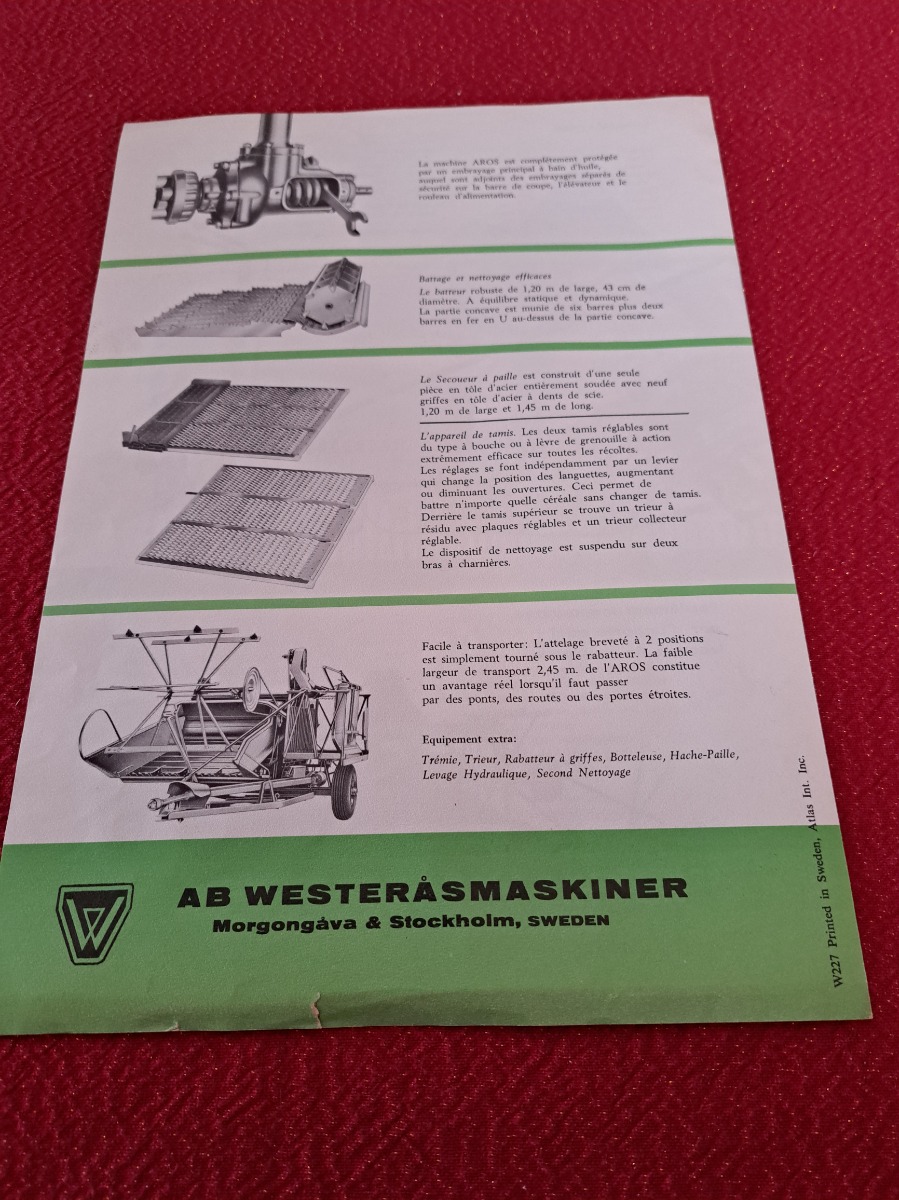 La machine AROS est complètement protégée
par un embrayage principal à bain d'huile,
auquel sont adjoints des embrayages séparés de
sécurité sur la barre de coupe, l'élévateur et le
rouleau d'alimentation.
Battage et nettoyage efficaces
Le batteur robuste de 1,20 m de large, 43 cm de
diamètre. A équilibre statique et dynamique.
La partie concave est munie de six barres plus deux
barres en fer en U au-dessus de la partie concave.
Le Secoueur à paille est construit d'une seule
pièce en tôle d'acier entièrement soudée avec neuf
griffes en tôle d'acier à dents de scie.
1,20 m de large et 1,45 m de long.
L'appareil de tamis. Les deux tamis réglables sont
du type à bouche ou à lèvre de grenouille à action
extrêmement efficace sur toutes les récoltes.
Les réglages se font indépendamment par un levier
qui change la position des languettes, augmentant
ou diminuant les ouvertures. Ceci permet de
battre n'importe quelle céréale sans changer de tamis.
Derrière le tamis supérieur se trouve un trieur à
résidu avec plaques réglables et un trieur collecteur
réglable.
Le dispositif de nettoyage est suspendu sur deux
bras à charnières.
Facile à transporter: L'attelage breveté à 2 positions
est simplement tourné sous le rabatteur. La faible
largeur de transport 2,45 m. de l'AROS constitue
un avantage réel lorsqu'il faut passer
par des ponts, des routes ou des portes étroites.
Equipement extra:
Trémie, Trieur, Rabatteur à griffes, Botteleuse, Hache-Paille,
Levage Hydraulique, Second Nettoyage
W
AB WESTERÅSMASKINER
Morgongåva & Stockholm, SWEDEN
W227 Printed in Sweden, Atlas Int. Inc.